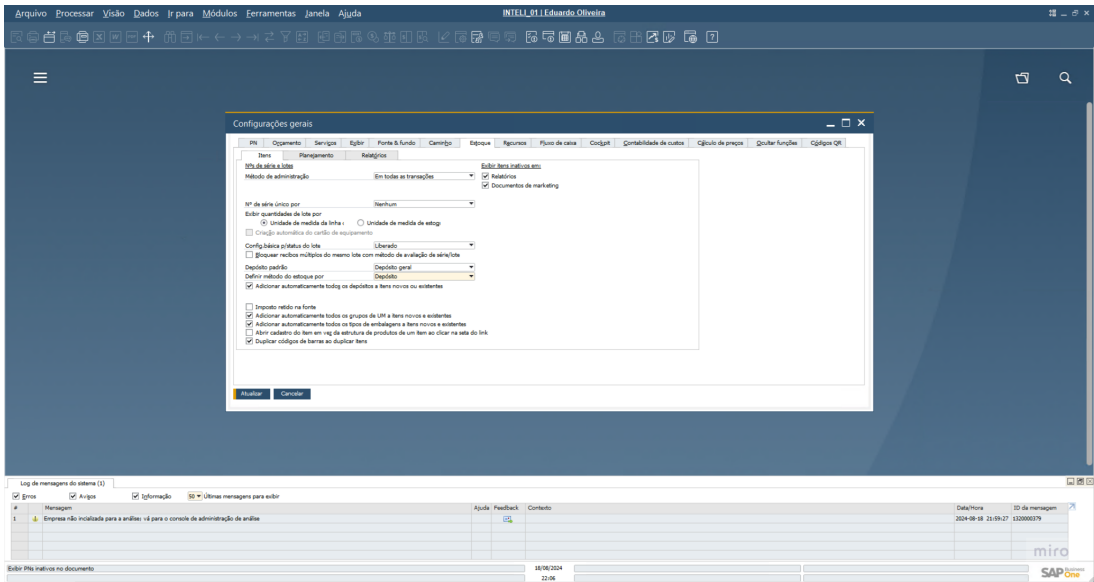 Arquivo Processar Visão Dados Ir para Módulos Ferramentas Janela Ajuda INTELI_01 | Eduardo Oliveira
Configurações gerais
PN Orçamento Serviços Exibir Fonte & fundo Caminho Estoque Recursos Fluxo de caixa Cockpit Contabilidade de custos Cálculo de preços Ocultar funções Códigos QR
Itens Planejamento Relatórios
Nºs de série e lotes Exibir itens inativos em:
Método de administração Em todas as transações Relatórios
Documentos de marketing
Nº de série único por Nenhum
Exibir quantidades de lote por
Unidade de medida da linha Unidade de medida de estoq
Criação automática do cartão de equipamento
Config.básica p/status do lote Liberado
Bloquear recibos múltiplos do mesmo lote com método de avaliação de série/lote
Depósito padrão Depósito geral
Definir método do estoque por Depósito
Adicionar automaticamente todos os depósitos a itens novos ou existentes
Imposto retido na fonte
Adicionar automaticamente todos os grupos de UM a itens novos e existentes
Adicionar automaticamente todos os tipos de embalagens a itens novos e existentes
Abrir cadastro do item em vez da estrutura de produtos de um item ao clicar na seta do link
Duplicar códigos de barras ao duplicar itens
Atualizar Cancelar
Log de mensagens do sistema (1)
Erros Avisos Informação 50 Últimas mensagens para exibir
# Mensagem Ajuda Feedback Contexto Data/Hora ID da mensagem
1 Empresa não incializada para a análise; vá para o console de administração de análise 2024-08-18 21:59:27 1320000379
miro
Exibir PNs inativos no documento 18/08/2024
22:06
SAP Business One